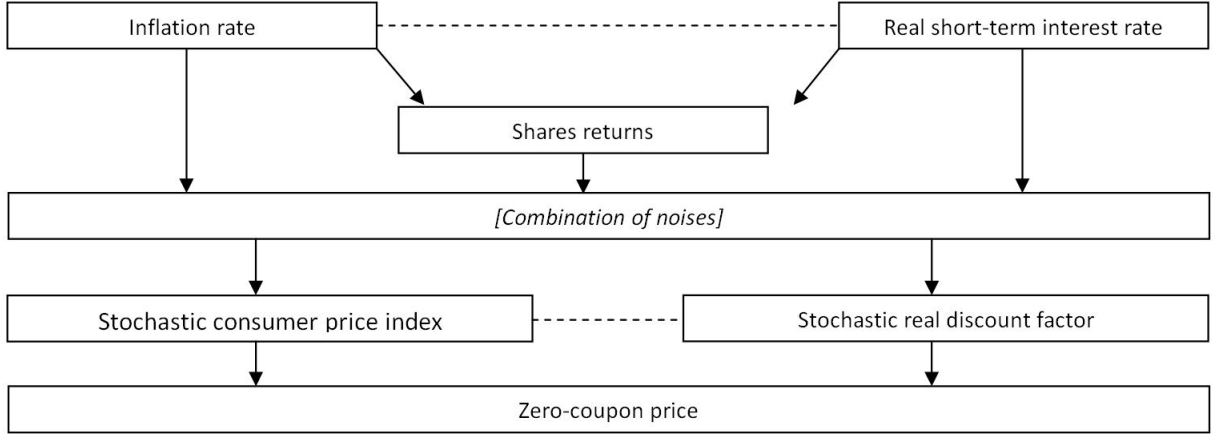 Inflation rate
Real short-term interest rate
Shares returns
[Combination of noises]
Stochastic consumer price index
Stochastic real discount factor
Zero-coupon price